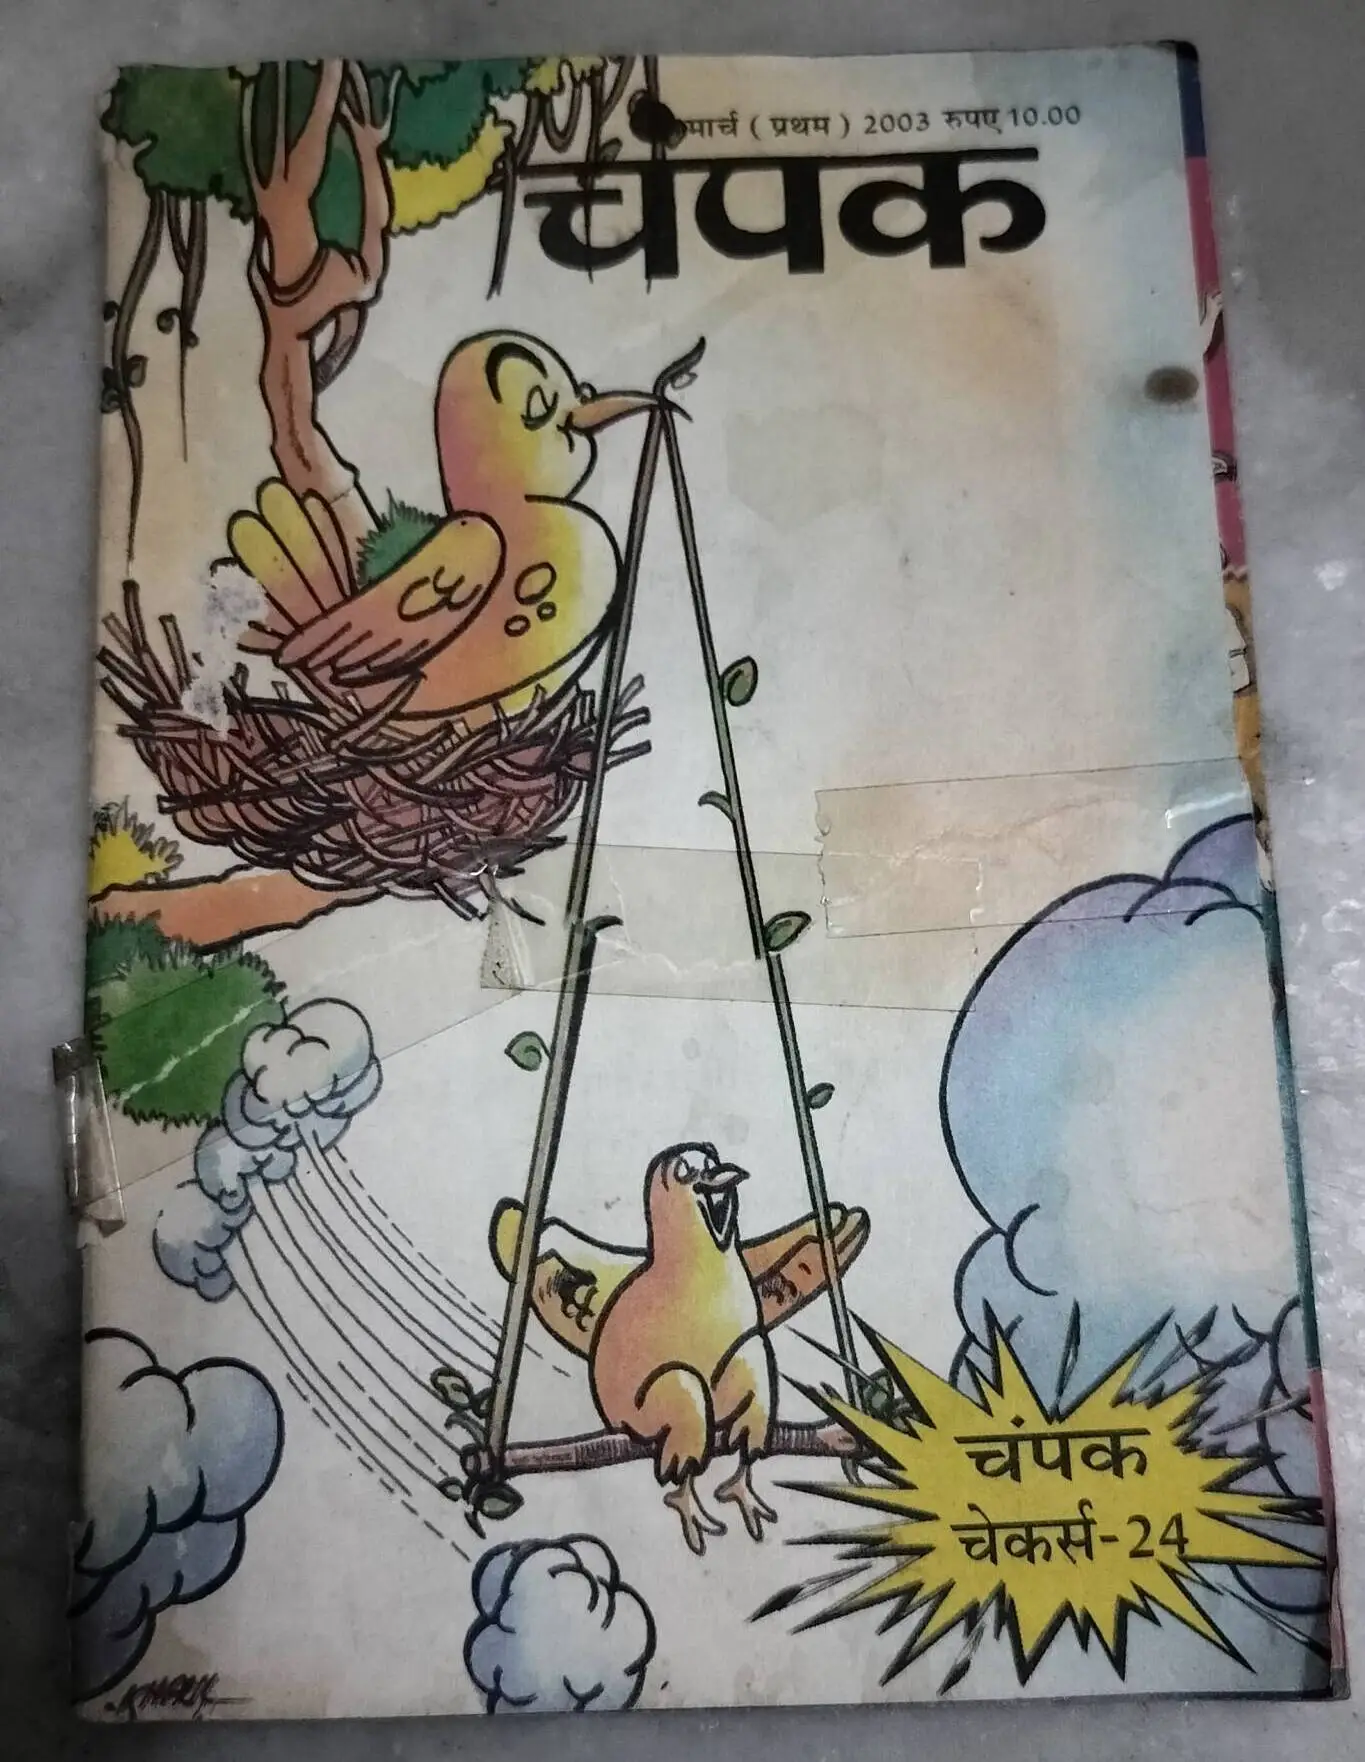 मार्च ( प्रथम ) 2003 रुपए 10.00
चंपक
चंपक
चेकर्स-24